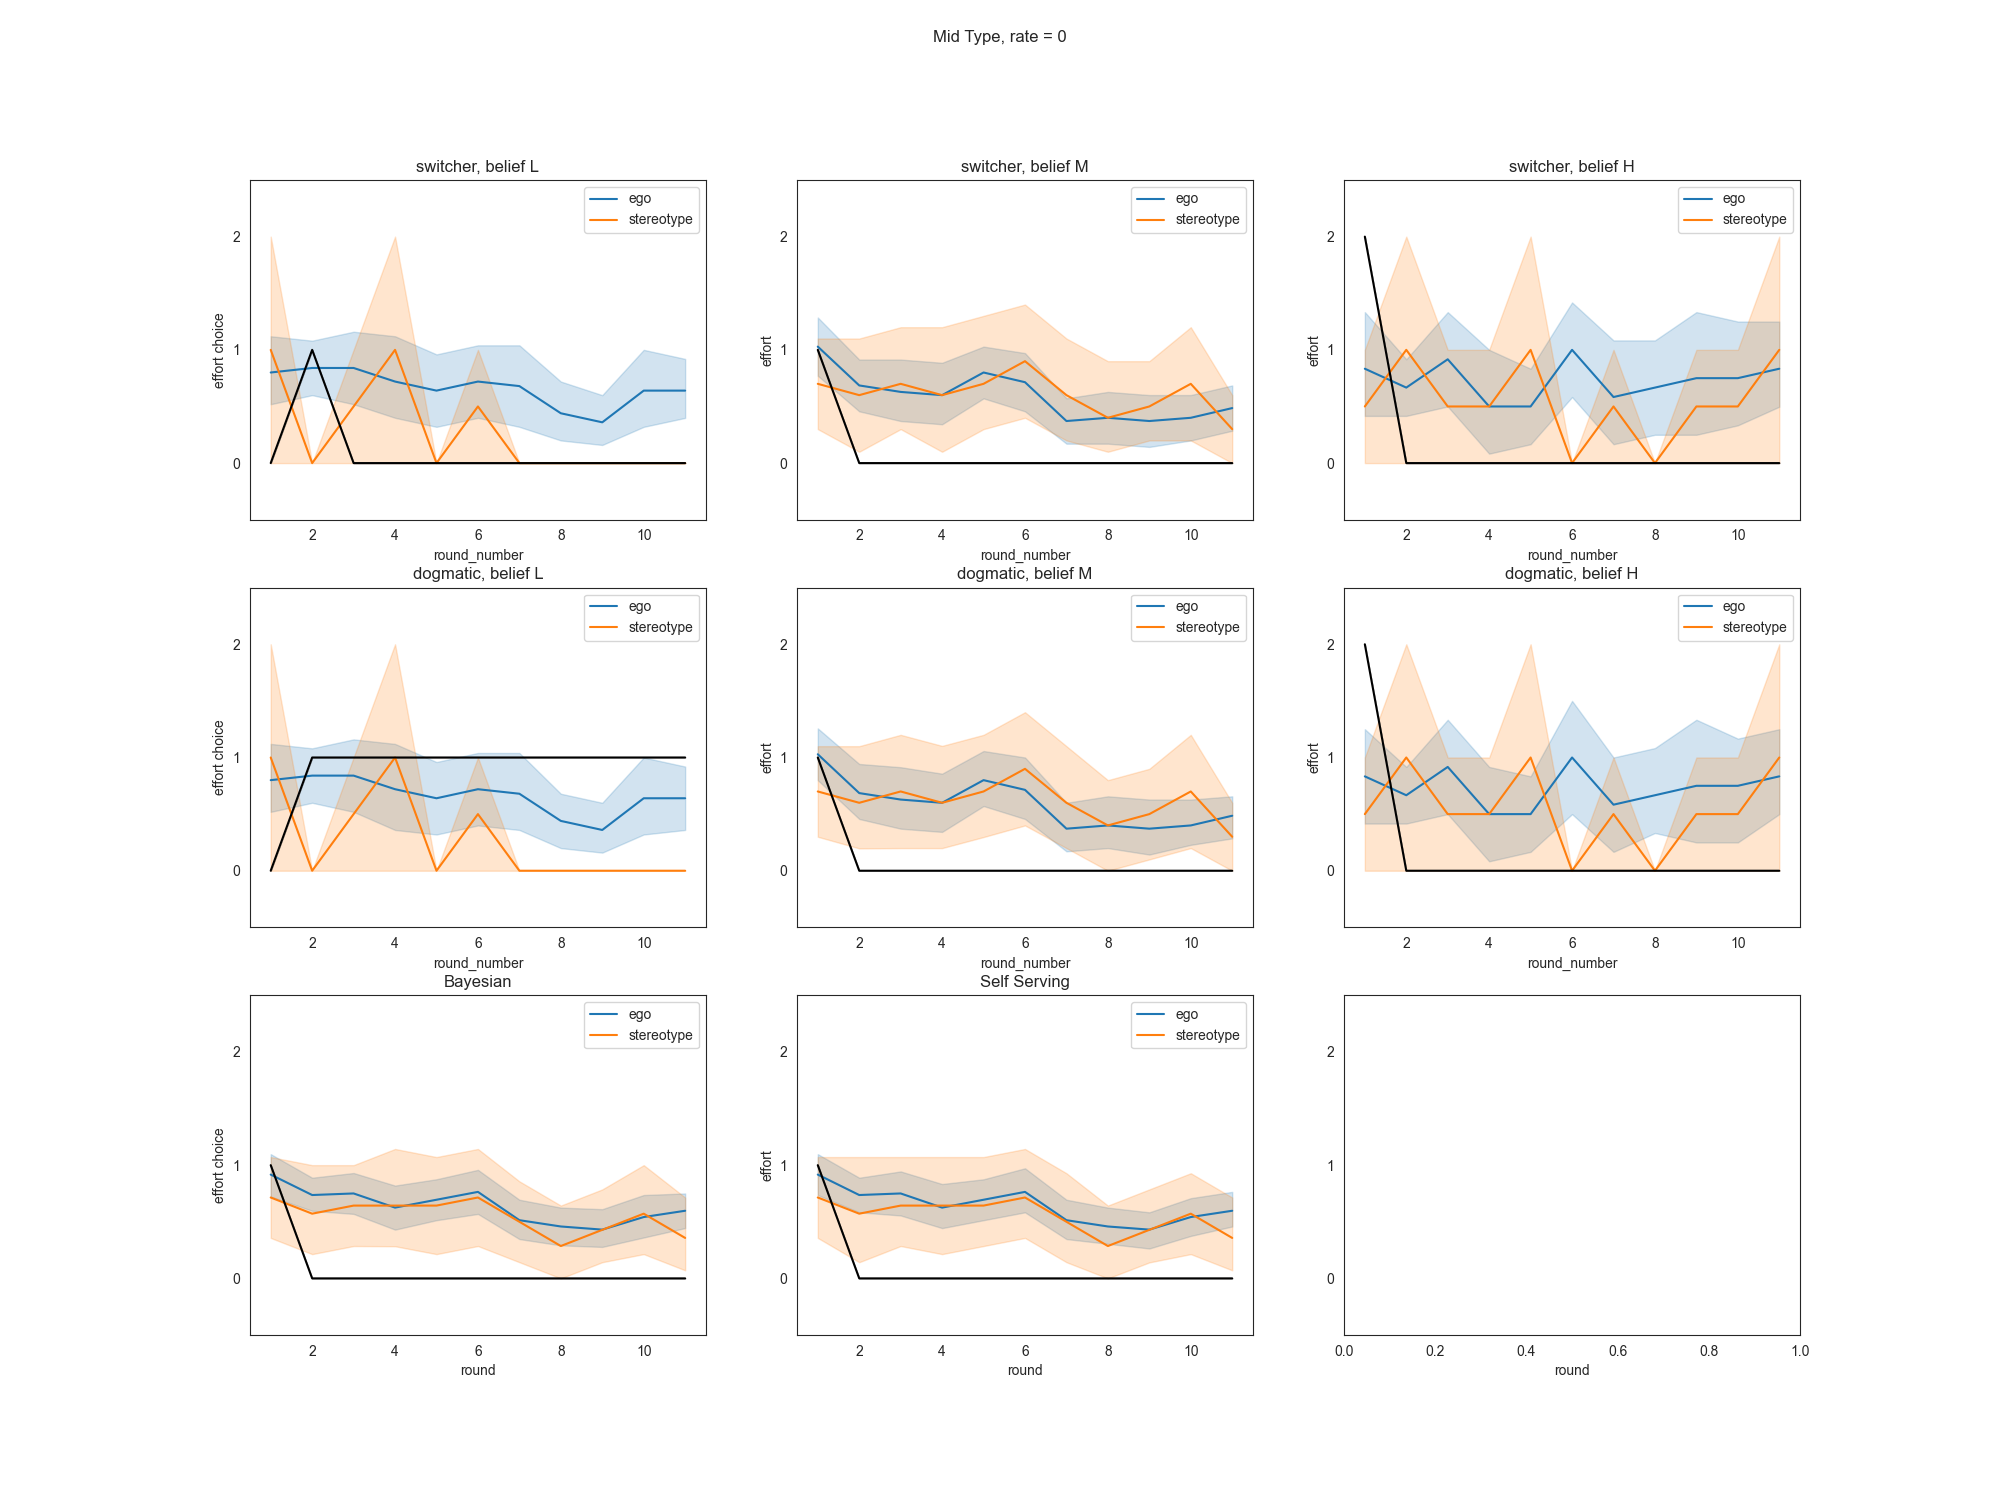 Mid Type, rate = 0
switcher, belief L
switcher, belief M
switcher, belief H
ego
stereotype
ego
stereotype
ego
stereotype
effort choice
2
1
0
effort
2
1
0
effort
2
1
0
2 4 6 8 10
2 4 6 8 10
2 4 6 8 10
round_number
round_number
round_number
dogmatic, belief L
dogmatic, belief M
dogmatic, belief H
ego
stereotype
ego
stereotype
ego
stereotype
effort choice
2
1
0
effort
2
1
0
effort
2
1
0
2 4 6 8 10
2 4 6 8 10
2 4 6 8 10
round_number
round_number
round_number
Bayesian
Self Serving
ego
stereotype
ego
stereotype
effort choice
2
1
0
effort
2
1
0
effort
2
1
0
2 4 6 8 10
2 4 6 8 10
0.0 0.2 0.4 0.6 0.8 1.0
round
round
round